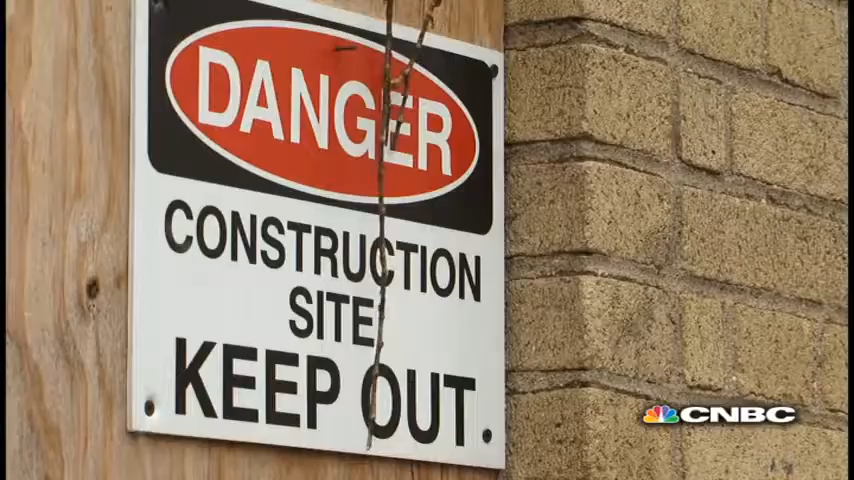 DANGER
CONSTRUCTION
SITE
KEEP OUT
CNBC